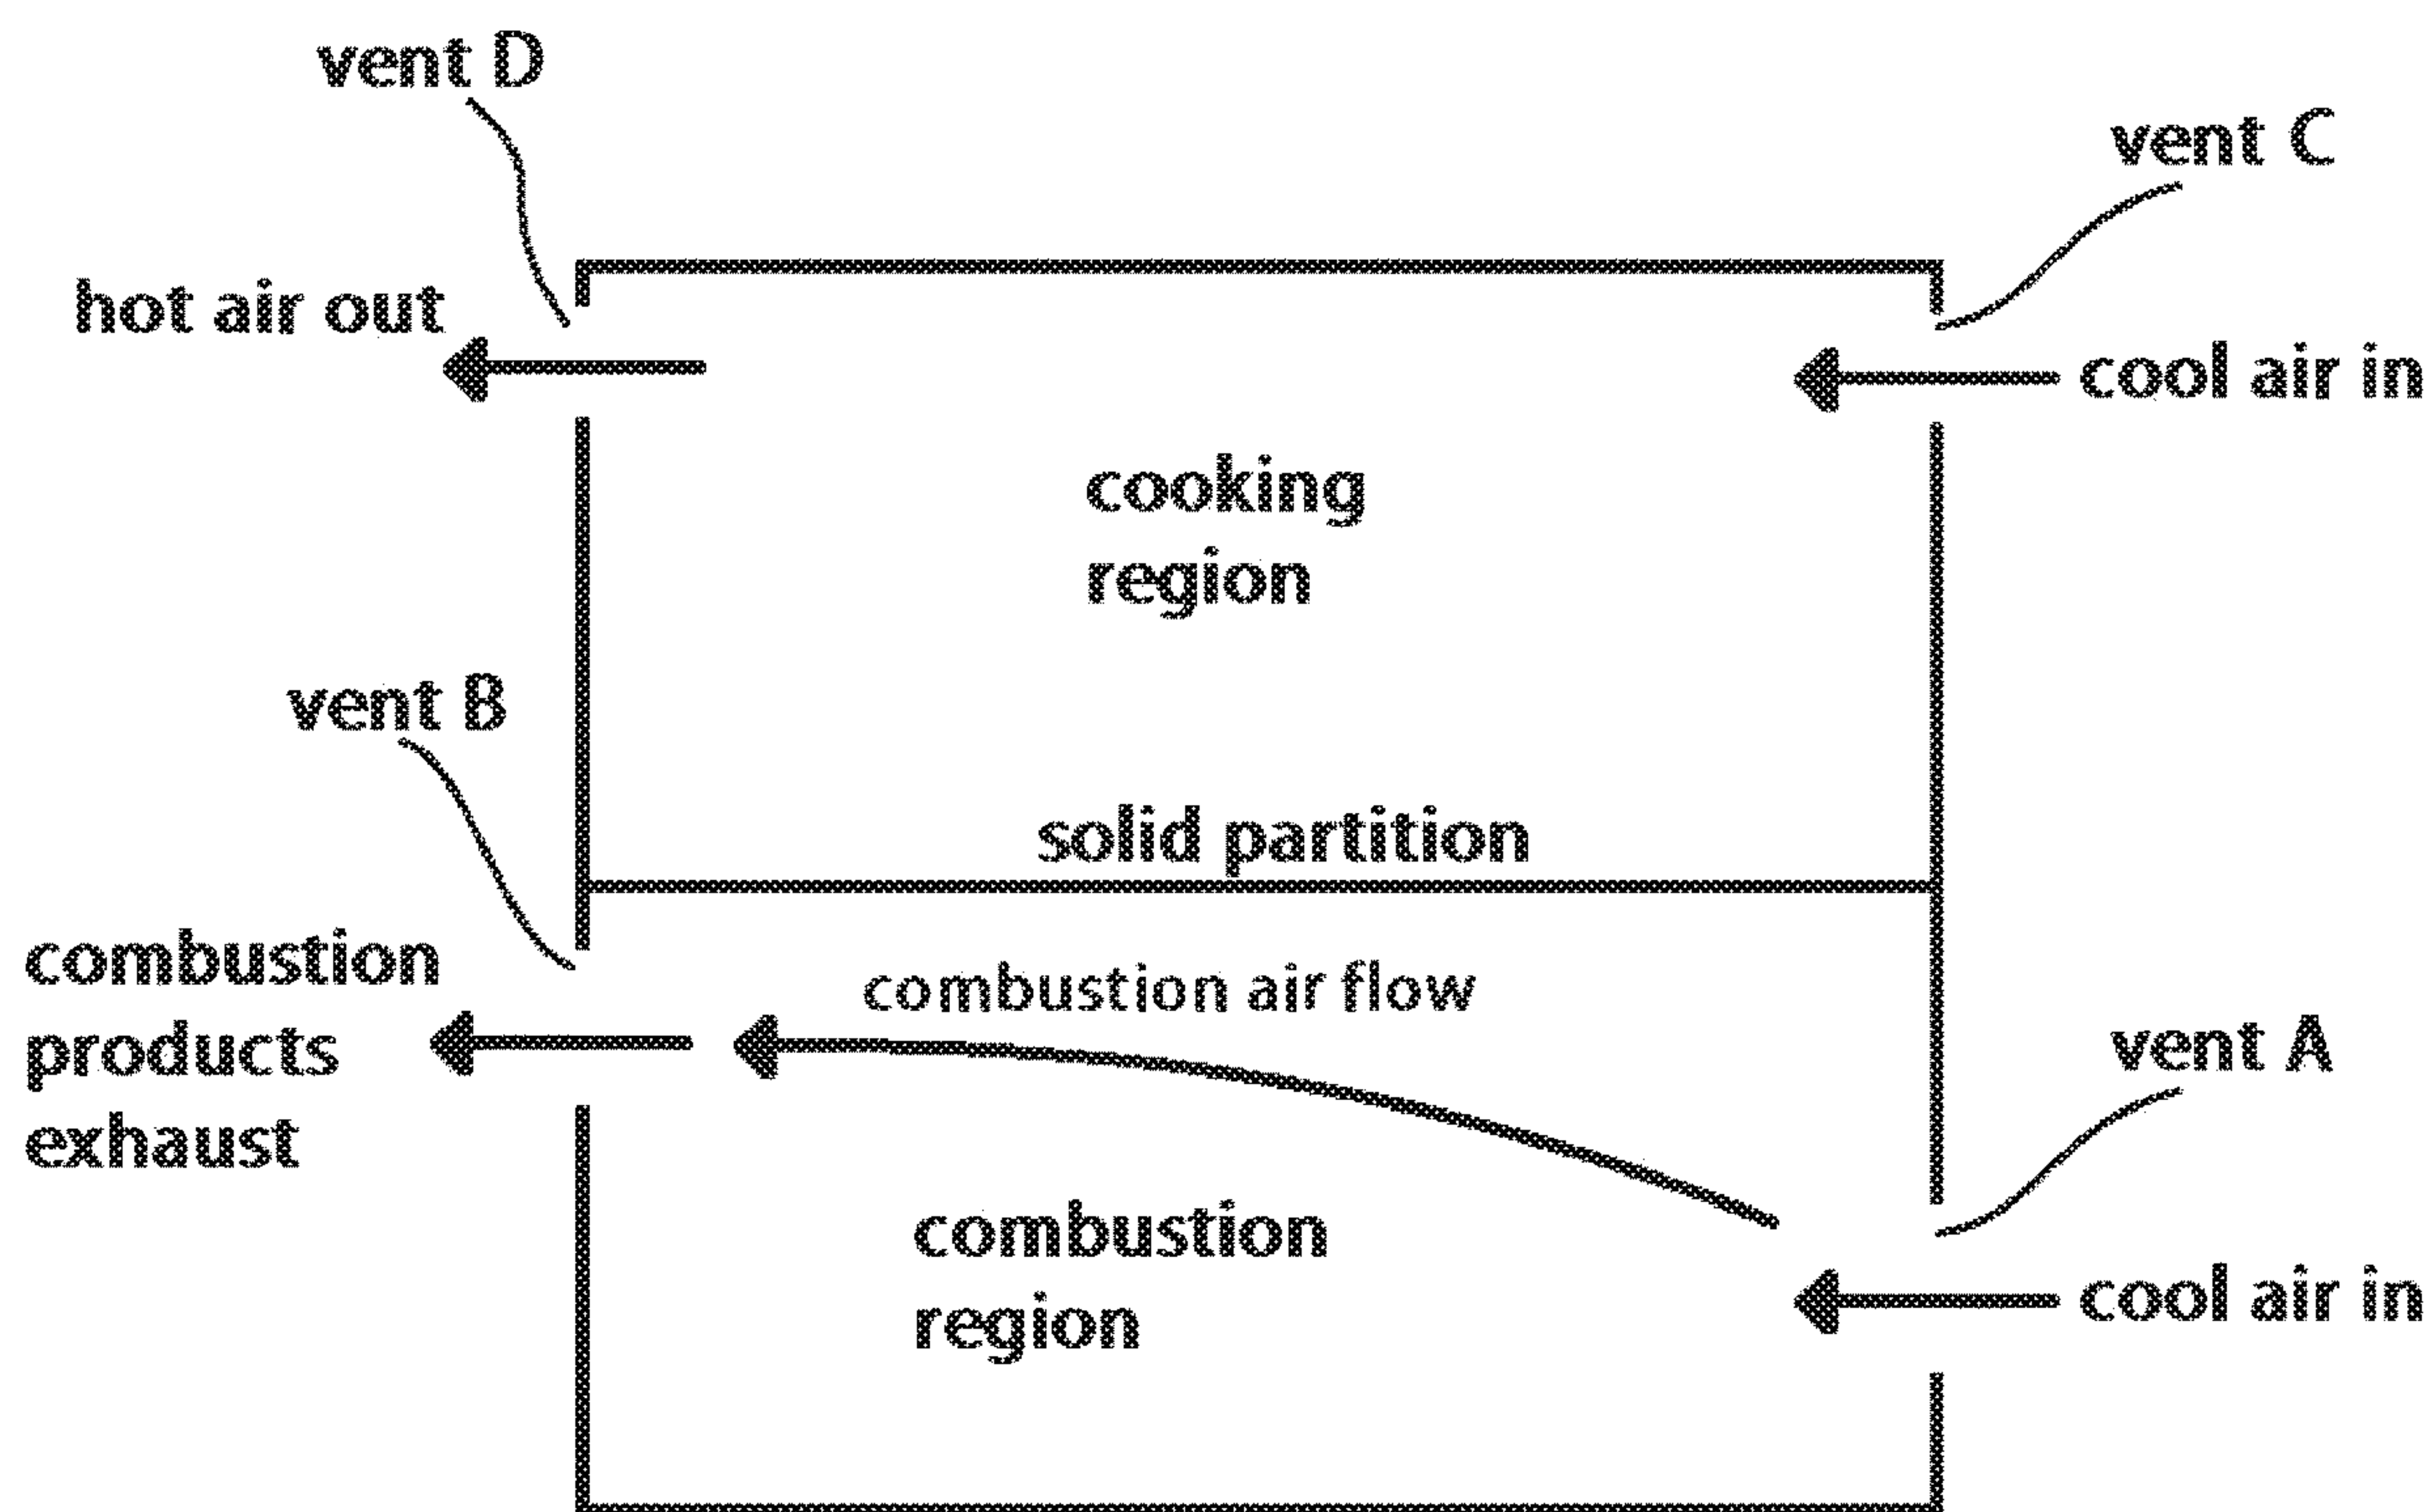 vent D
vent C
hot air out
cool air in
cooking
region
vent B
solid partition
combustion
products
exhaust
combustion air flow
vent A
combustion
region
cool air in